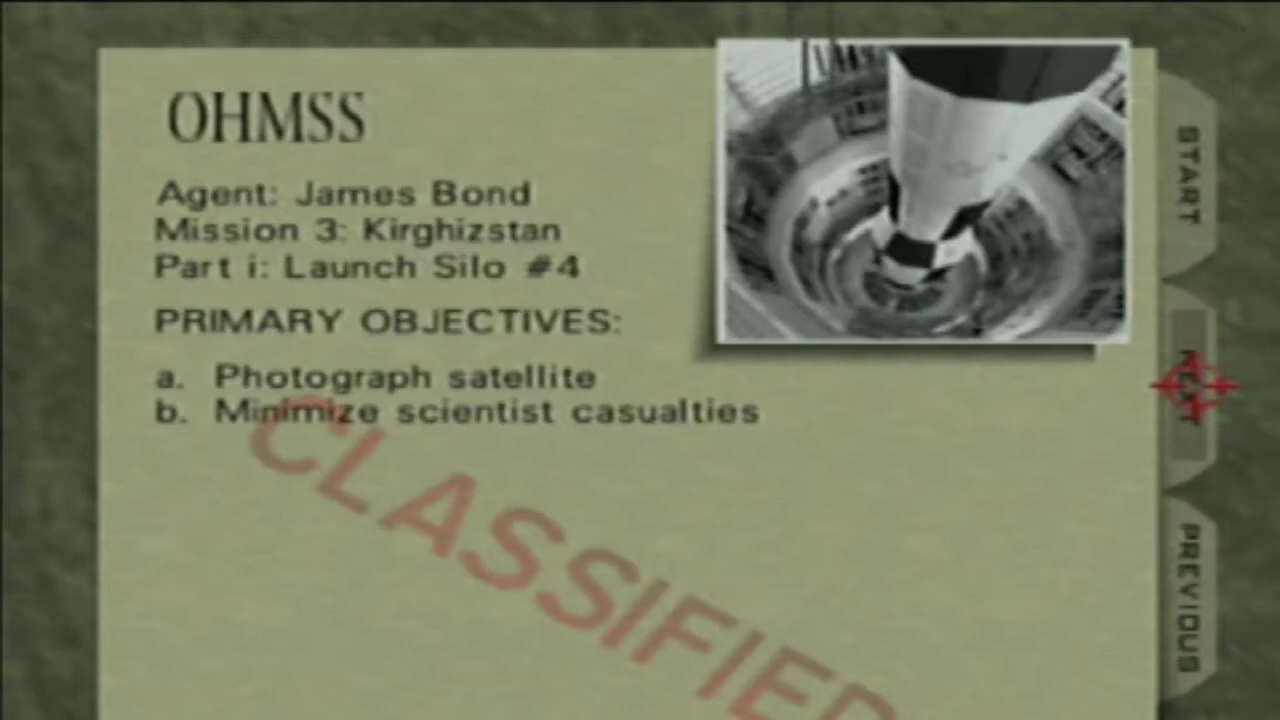 OHMSS
Agent: James Bond
Mission 3: Kirghizstan
Part i: Launch Silo #4
PRIMARY OBJECTIVES:
a. Photograph satellite
b. Minimize scientist casualties
CLASSIFIED
START
NEXT
PREVIOUS